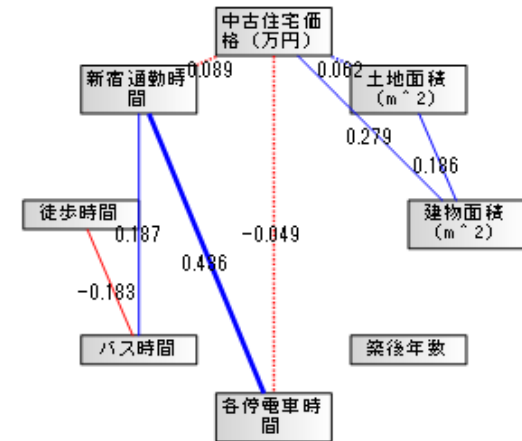 中古住宅価
格（万円）
0.089
0.062
新宿通勤時
間
土地面積
(m^2)
0.279
0.186
徒歩時間
建物面積
(m^2)
0.187
-0.049
0.436
-0.183
バス時間
築後年数
各停電車時
間